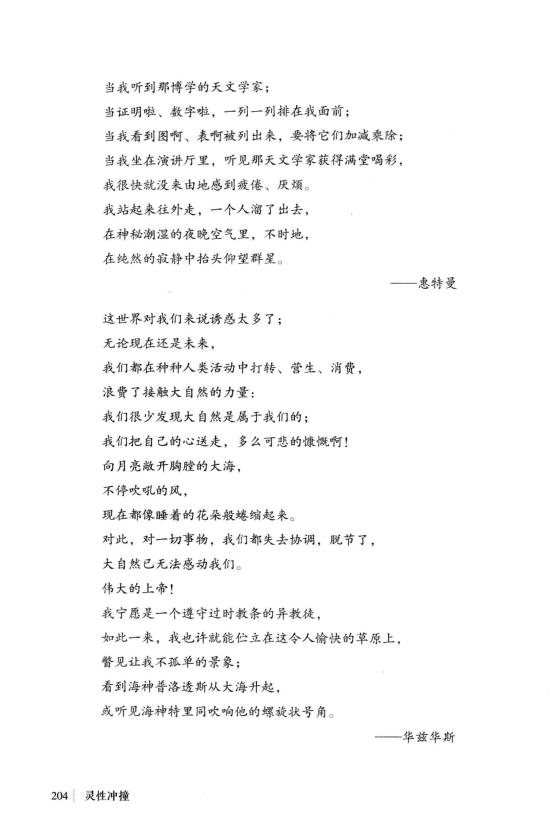 当我听到那博学的天文学家；
当证明啦、数字啦，一列一列排在我面前；
当我看到图啊、表啊被列出来，要将它们加减乘除；
当我坐在演讲厅里，听见那天文学家获得满堂喝彩，
我很快就没来由地感到疲倦、厌烦。
我站起来往外走，一个人溜了出去，
在神秘潮湿的夜晚空气里，不时地，
在纯然的寂静中抬头仰望群星。
——惠特曼
这世界对我们来说诱惑太多了；
无论现在还是未来，
我们都在种种人类活动中打转、营生、消费，
浪费了接触大自然的力量：
我们很少发现大自然是属于我们的；
我们把自己的心送走，多么可悲的慷慨啊！
向月亮敞开胸膛的大海，
不停吹吼的风，
现在都像睡着的花朵般蜷缩起来。
对此，对一切事物，我们都失去协调，脱节了，
大自然已无法感动我们。
伟大的上帝！
我宁愿是一个遵守过时教条的异教徒，
如此一来，我也许就能伫立在这令人愉快的草原上，
瞥见让我不孤单的景象；
看到海神普洛透斯从大海升起，
或听见海神特里同吹响他的螺旋状号角。
——华兹华斯
204 灵性冲撞